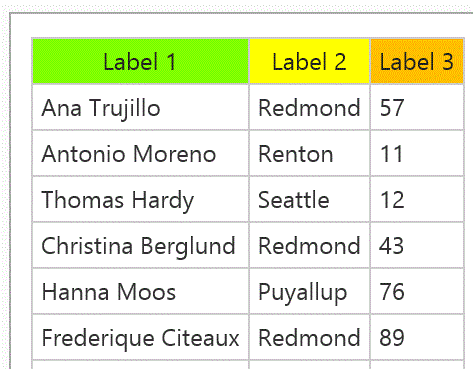 Label 1 Label 2 Label 3
Ana Trujillo Redmond 57
Antonio Moreno Renton 11
Thomas Hardy Seattle 12
Christina Berglund Redmond 43
Hanna Moos Puyallup 76
Frederique Citeaux Redmond 89